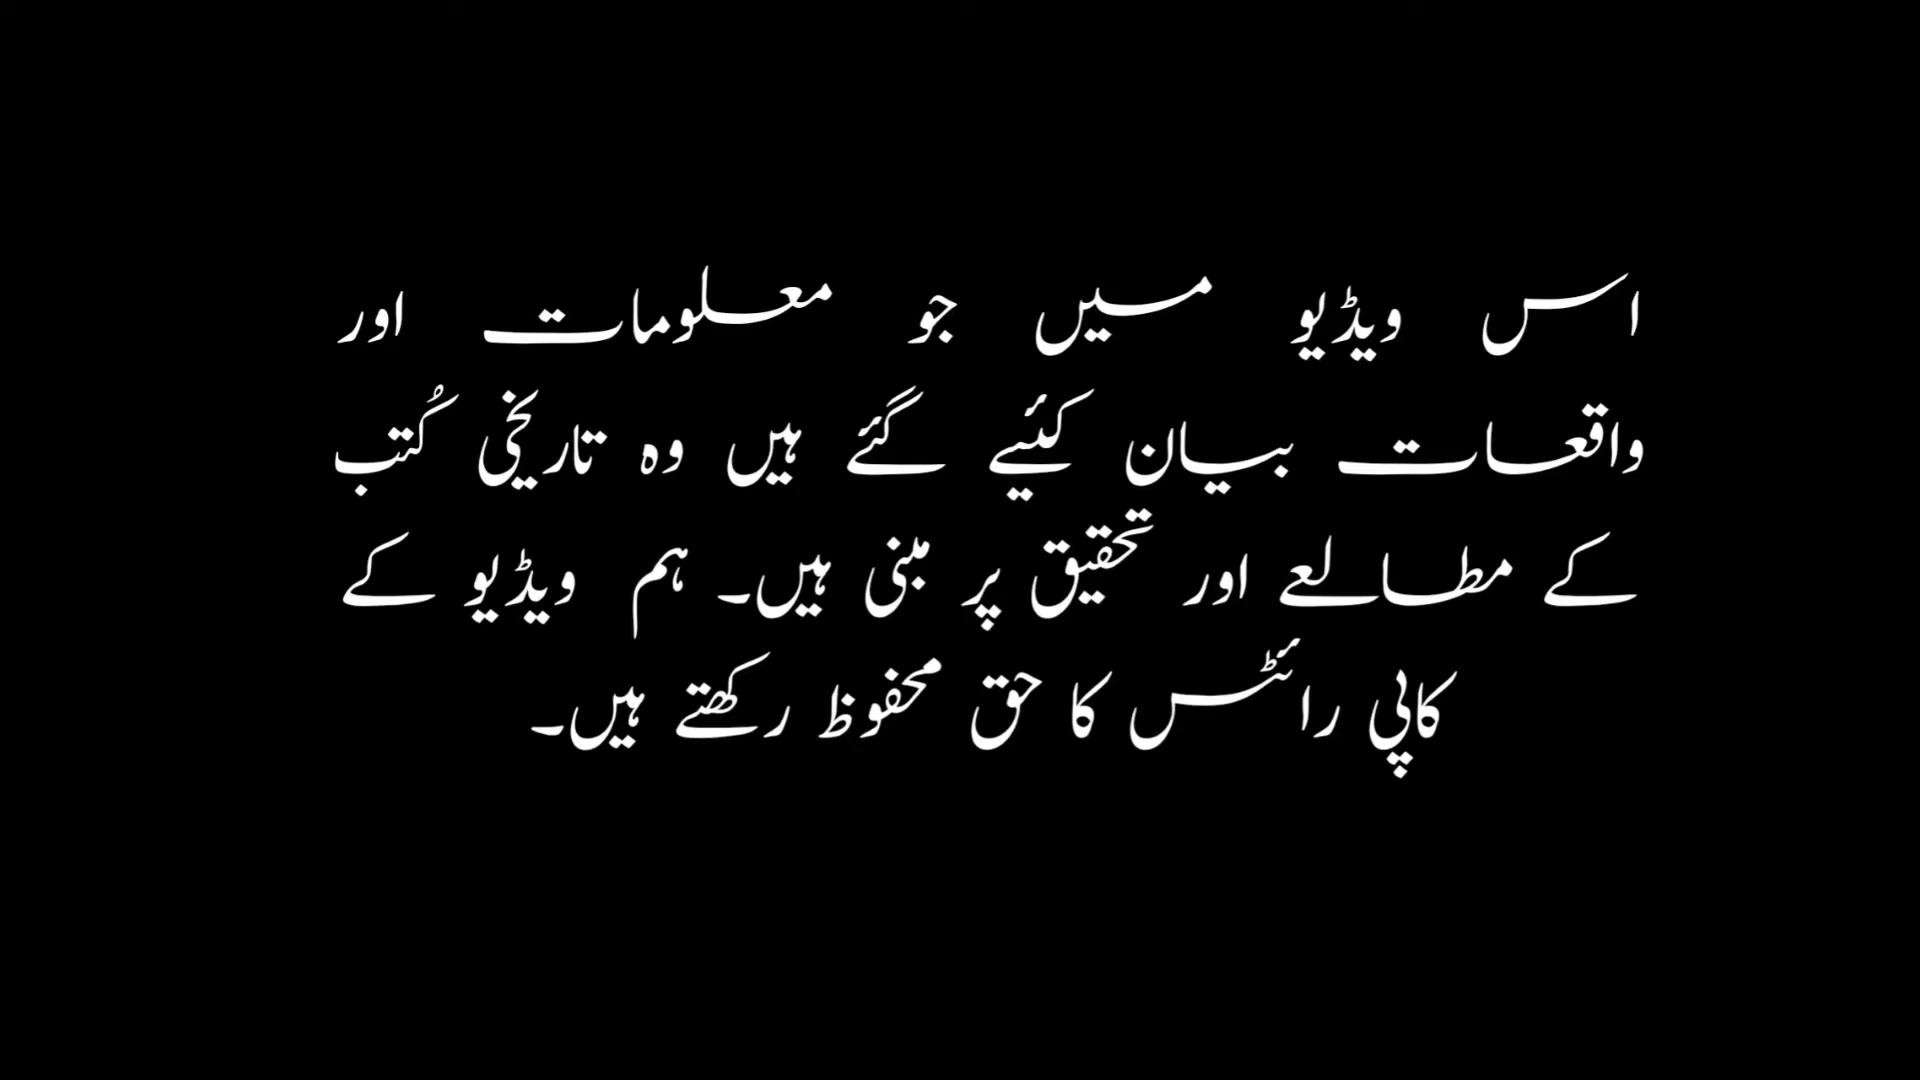 اس ویڈیو میں جو معلومات اور
واقعات بیان کئیے گئے ہیں وہ تاریخی کُتب
کے مطالعے اور تحقیق پر مبنی ہیں۔ ہم ویڈیو کے
کاپی رائٹس کا حق محفوظ رکھتے ہیں۔